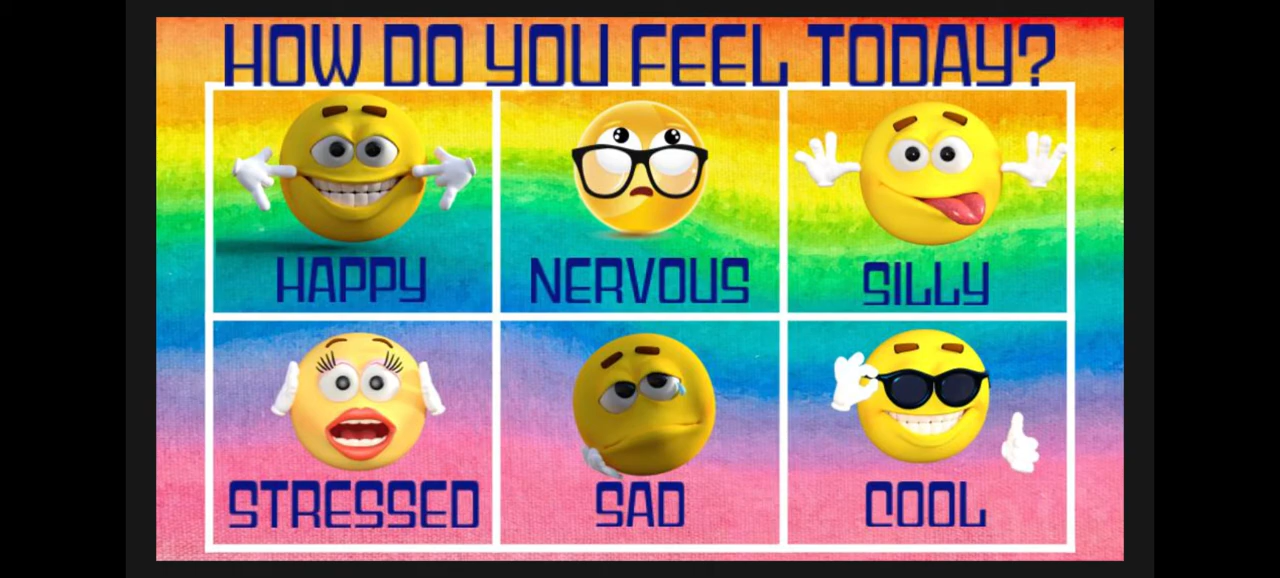 HOW DO YOU FEEL TODAY?
HAPPY
NERVOUS
SILLY
STRESSED
SAD
COOL